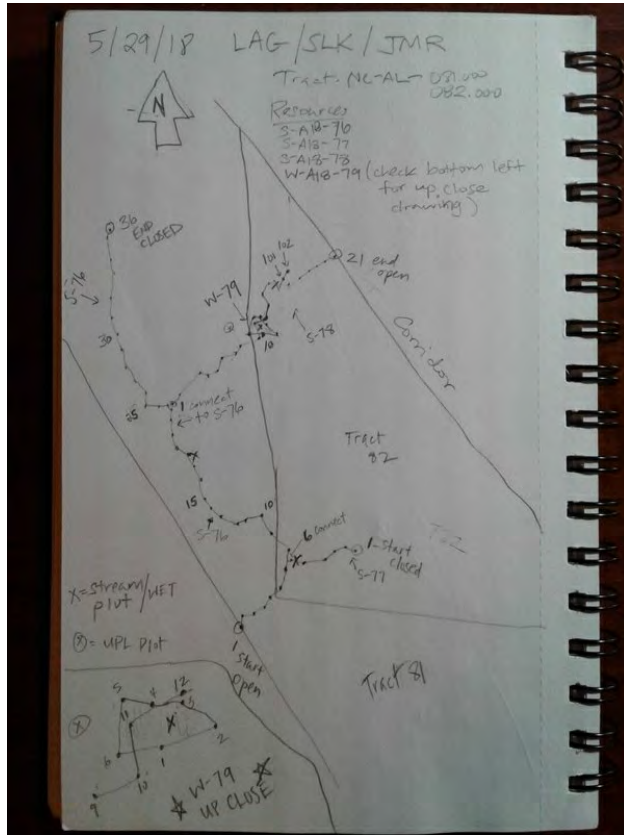 5/29/18 LAG/SLK/JMR
Tract. NC-AL- 081.000
082.000
N
Resources
S-A18-76
S-A18-77
S-A18-78
W-A18-79 (check bottom left
for up, close
drawing)
36
END
CLOSED
101 102
21 end
open
W-79
S-76
S-78
Corridor
10
30
25
1 connect
to S-76
Tract
82
X
15
10
S-76
6 connect
1-start
closed
X
S-77
X=stream/WET
plot
Ⓧ= UPL plot
1 start
open
Tract 81
5 4 12
11 3
Ⓧ
X
2
6 1
10
9
W-79
UP CLOSE